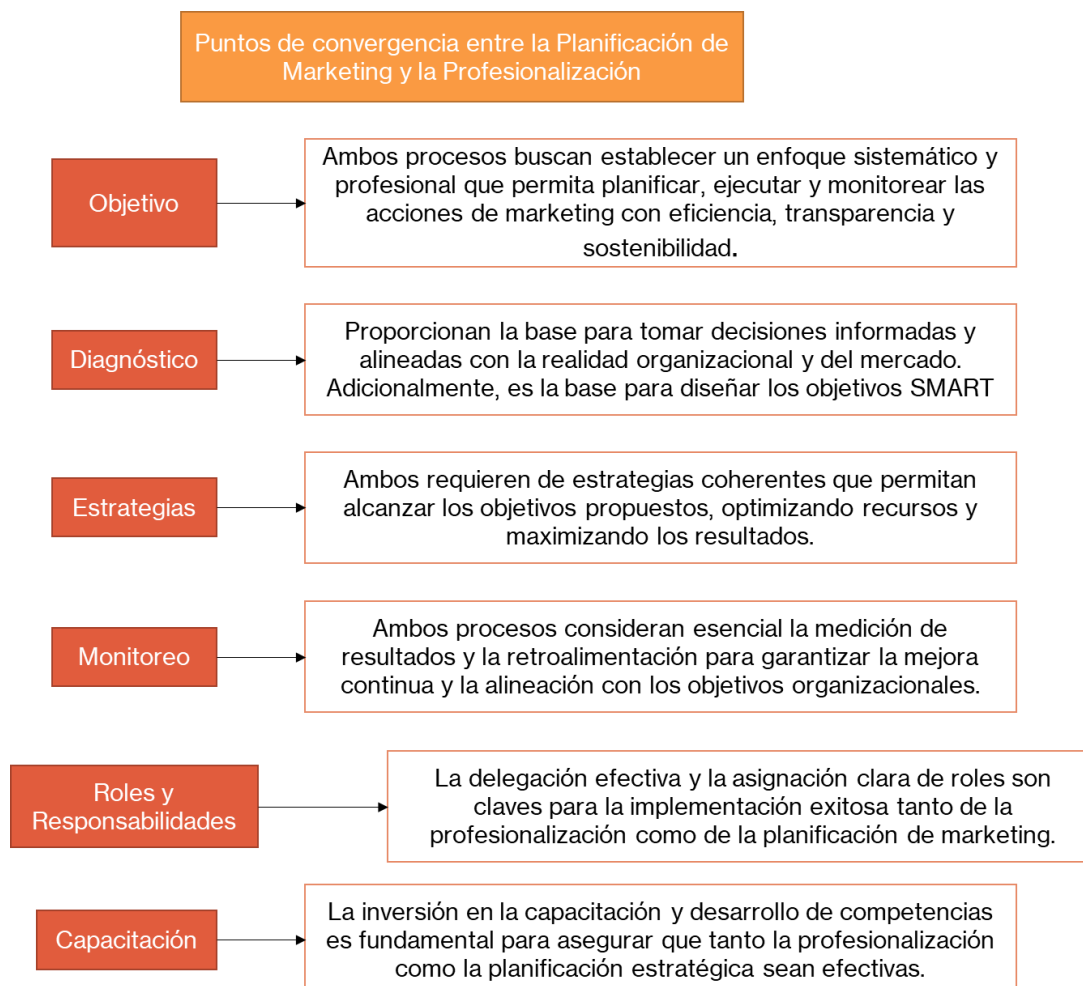 Puntos de convergencia entre la Planificación de
Marketing y la Profesionalización
Objetivo
Ambos procesos buscan establecer un enfoque sistemático y
profesional que permita planificar, ejecutar y monitorear las
acciones de marketing con eficiencia, transparencia y
sostenibilidad.
Diagnóstico
Proporcionan la base para tomar decisiones informadas y
alineadas con la realidad organizacional y del mercado.
Adicionalmente, es la base para diseñar los objetivos SMART
Estrategias
Ambos requieren de estrategias coherentes que permitan
alcanzar los objetivos propuestos, optimizando recursos y
maximizando los resultados.
Monitoreo
Ambos procesos consideran esencial la medición de
resultados y la retroalimentación para garantizar la mejora
continua y la alineación con los objetivos organizacionales.
Roles y
Responsabilidades
La delegación efectiva y la asignación clara de roles son
claves para la implementación exitosa tanto de la
profesionalización como de la planificación de marketing.
Capacitación
La inversión en la capacitación y desarrollo de competencias
es fundamental para asegurar que tanto la profesionalización
como la planificación estratégica sean efectivas.